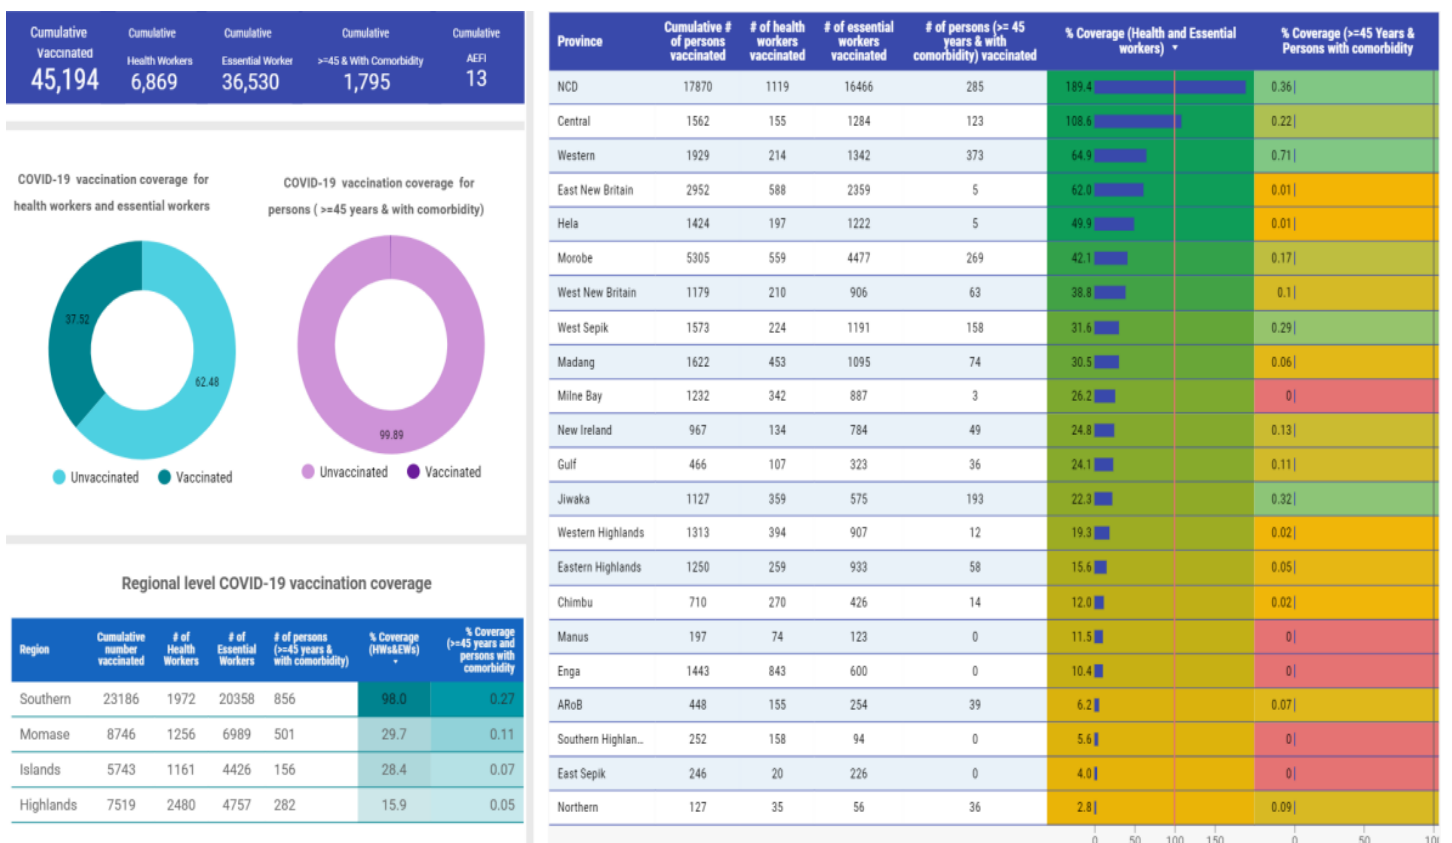 Cumulative
Vaccinated
45,194
Cumulative
Health Workers
6,869
Cumulative
Essential Worker
36,530
Cumulative
>=45 & With Comorbidity
1,795
Cumulative
AEFI
13
COVID-19 vaccination coverage for
health workers and essential workers
37.52
62.48
Unvaccinated Vaccinated
COVID-19 vaccination coverage for
persons ( >=45 years & with comorbidity)
99.89
Unvaccinated Vaccinated
Regional level COVID-19 vaccination coverage
Region
Cumulative
number
vaccinated
# of
Health
Workers
# of
Essential
Workers
# of persons
(>=45 years &
with comorbidity)
% Coverage
(HWs&EWs)
% Coverage
(>=45 years and
persons with
comorbidity
Southern 23186 1972 20358 856 98.0 0.27
Momase 8746 1256 6989 501 29.7 0.11
Islands 5743 1161 4426 156 28.4 0.07
Highlands 7519 2480 4757 282 15.9 0.05
Province
Cumulative #
of persons
vaccinated
# of health
workers
vaccinated
# of essential
workers
vaccinated
# of persons (>= 45
years & with
comorbidity) vaccinated
% Coverage (Health and Essential
workers)
% Coverage (>=45 Years &
Persons with comorbidity
NCD 17870 1119 16466 285 189.4 0.36
Central 1562 155 1284 123 108.6 0.22
Western 1929 214 1342 373 64.9 0.71
East New Britain 2952 588 2359 5 62.0 0.01
Hela 1424 197 1222 5 49.9 0.01
Morobe 5305 559 4477 269 42.1 0.17
West New Britain 1179 210 906 63 38.8 0.1
West Sepik 1573 224 1191 158 31.6 0.29
Madang 1622 453 1095 74 30.5 0.06
Milne Bay 1232 342 887 3 26.2 0
New Ireland 967 134 784 49 24.8 0.13
Gulf 466 107 323 36 24.1 0.11
Jiwaka 1127 359 575 193 22.3 0.32
Western Highlands 1313 394 907 12 19.3 0.02
Eastern Highlands 1250 259 933 58 15.6 0.05
Chimbu 710 270 426 14 12.0 0.02
Manus 197 74 123 0 11.5 0
Enga 1443 843 600 0 10.4 0
ARoB 448 155 254 39 6.2 0.07
Southern Highlan... 252 158 94 0 5.6 0
East Sepik 246 20 226 0 4.0 0
Northern 127 35 56 36 2.8 0.09
0 50 100 150 0 50